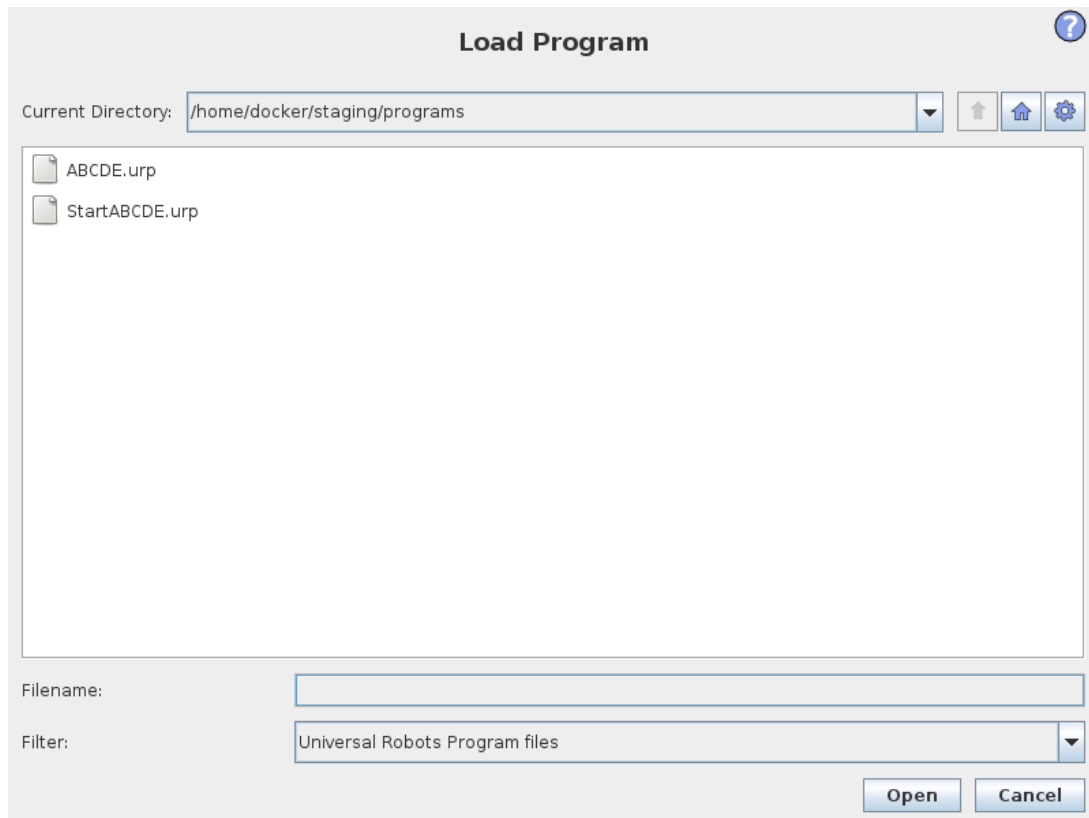 Load Program
?
Current Directory: /home/docker/staging/programs
ABCDE.urp
StartABCDE.urp
Filename:
Filter: Universal Robots Program files
Open Cancel